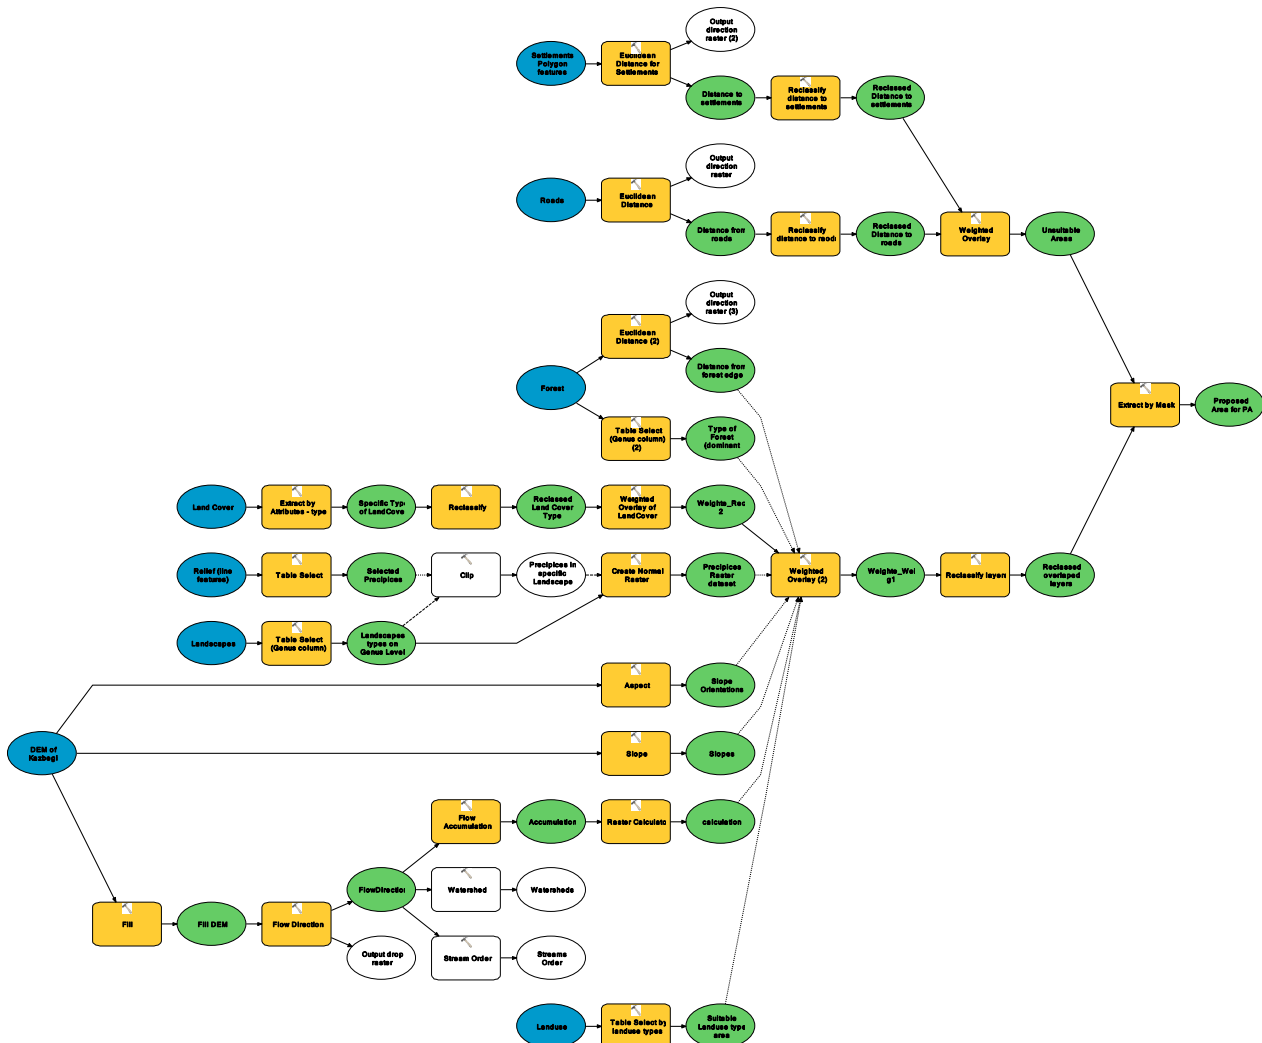 Output
direction
raster (2)
Settlements
Polygon
features
Euclidean
Distance for
Settlements
Distance to
settlements
Reclassify
distance to
settlements
Reclassed
Distance to
settlements
Output
direction
raster
Roads
Euclidean
Distance
Distance from
roads
Reclassify
distance to roads
Reclassed
Distance to
roads
Weighted
Overlay
Unsuitable
Areas
Output
direction
raster (3)
Euclidean
Distance (2)
Distance from
forest edge
Forest
Extract by Mask
Proposed
Area for PA
Table Select
(Genus column)
(2)
Type of
Forest
(dominant
Land Cover
Extract by
Attributes - type
Specific Type
of LandCove
Reclassify
Reclassed
Land Cover
Type
Weighted
Overlay of
LandCover
Weighte_Rec
2
Relief (line
features)
Table Select
Selected
Precipices
Clip
Precipices in
specific
Landscape
Create Normal
Raster
Precipices
Raster
dataset
Weighted
Overlay (2)
Weighte_Wei
g1
Reclassify layers
Reclassed
overlaped
layers
Landscapes
Table Select
(Genus column)
Landscapes
types on
Genus Level
Aspect
Slope
Orientations
DEM of
Kazbegi
Slope
Slopes
Flow
Accumulation
Accumulation
Raster Calculato
calculation
FlowDirection
Watershed
Watersheds
Fill
Fill DEM
Flow Direction
Output drop
raster
Stream Order
Streams
Order
Landuse
Table Select by
landuse types
Suitable
Landuse type
area